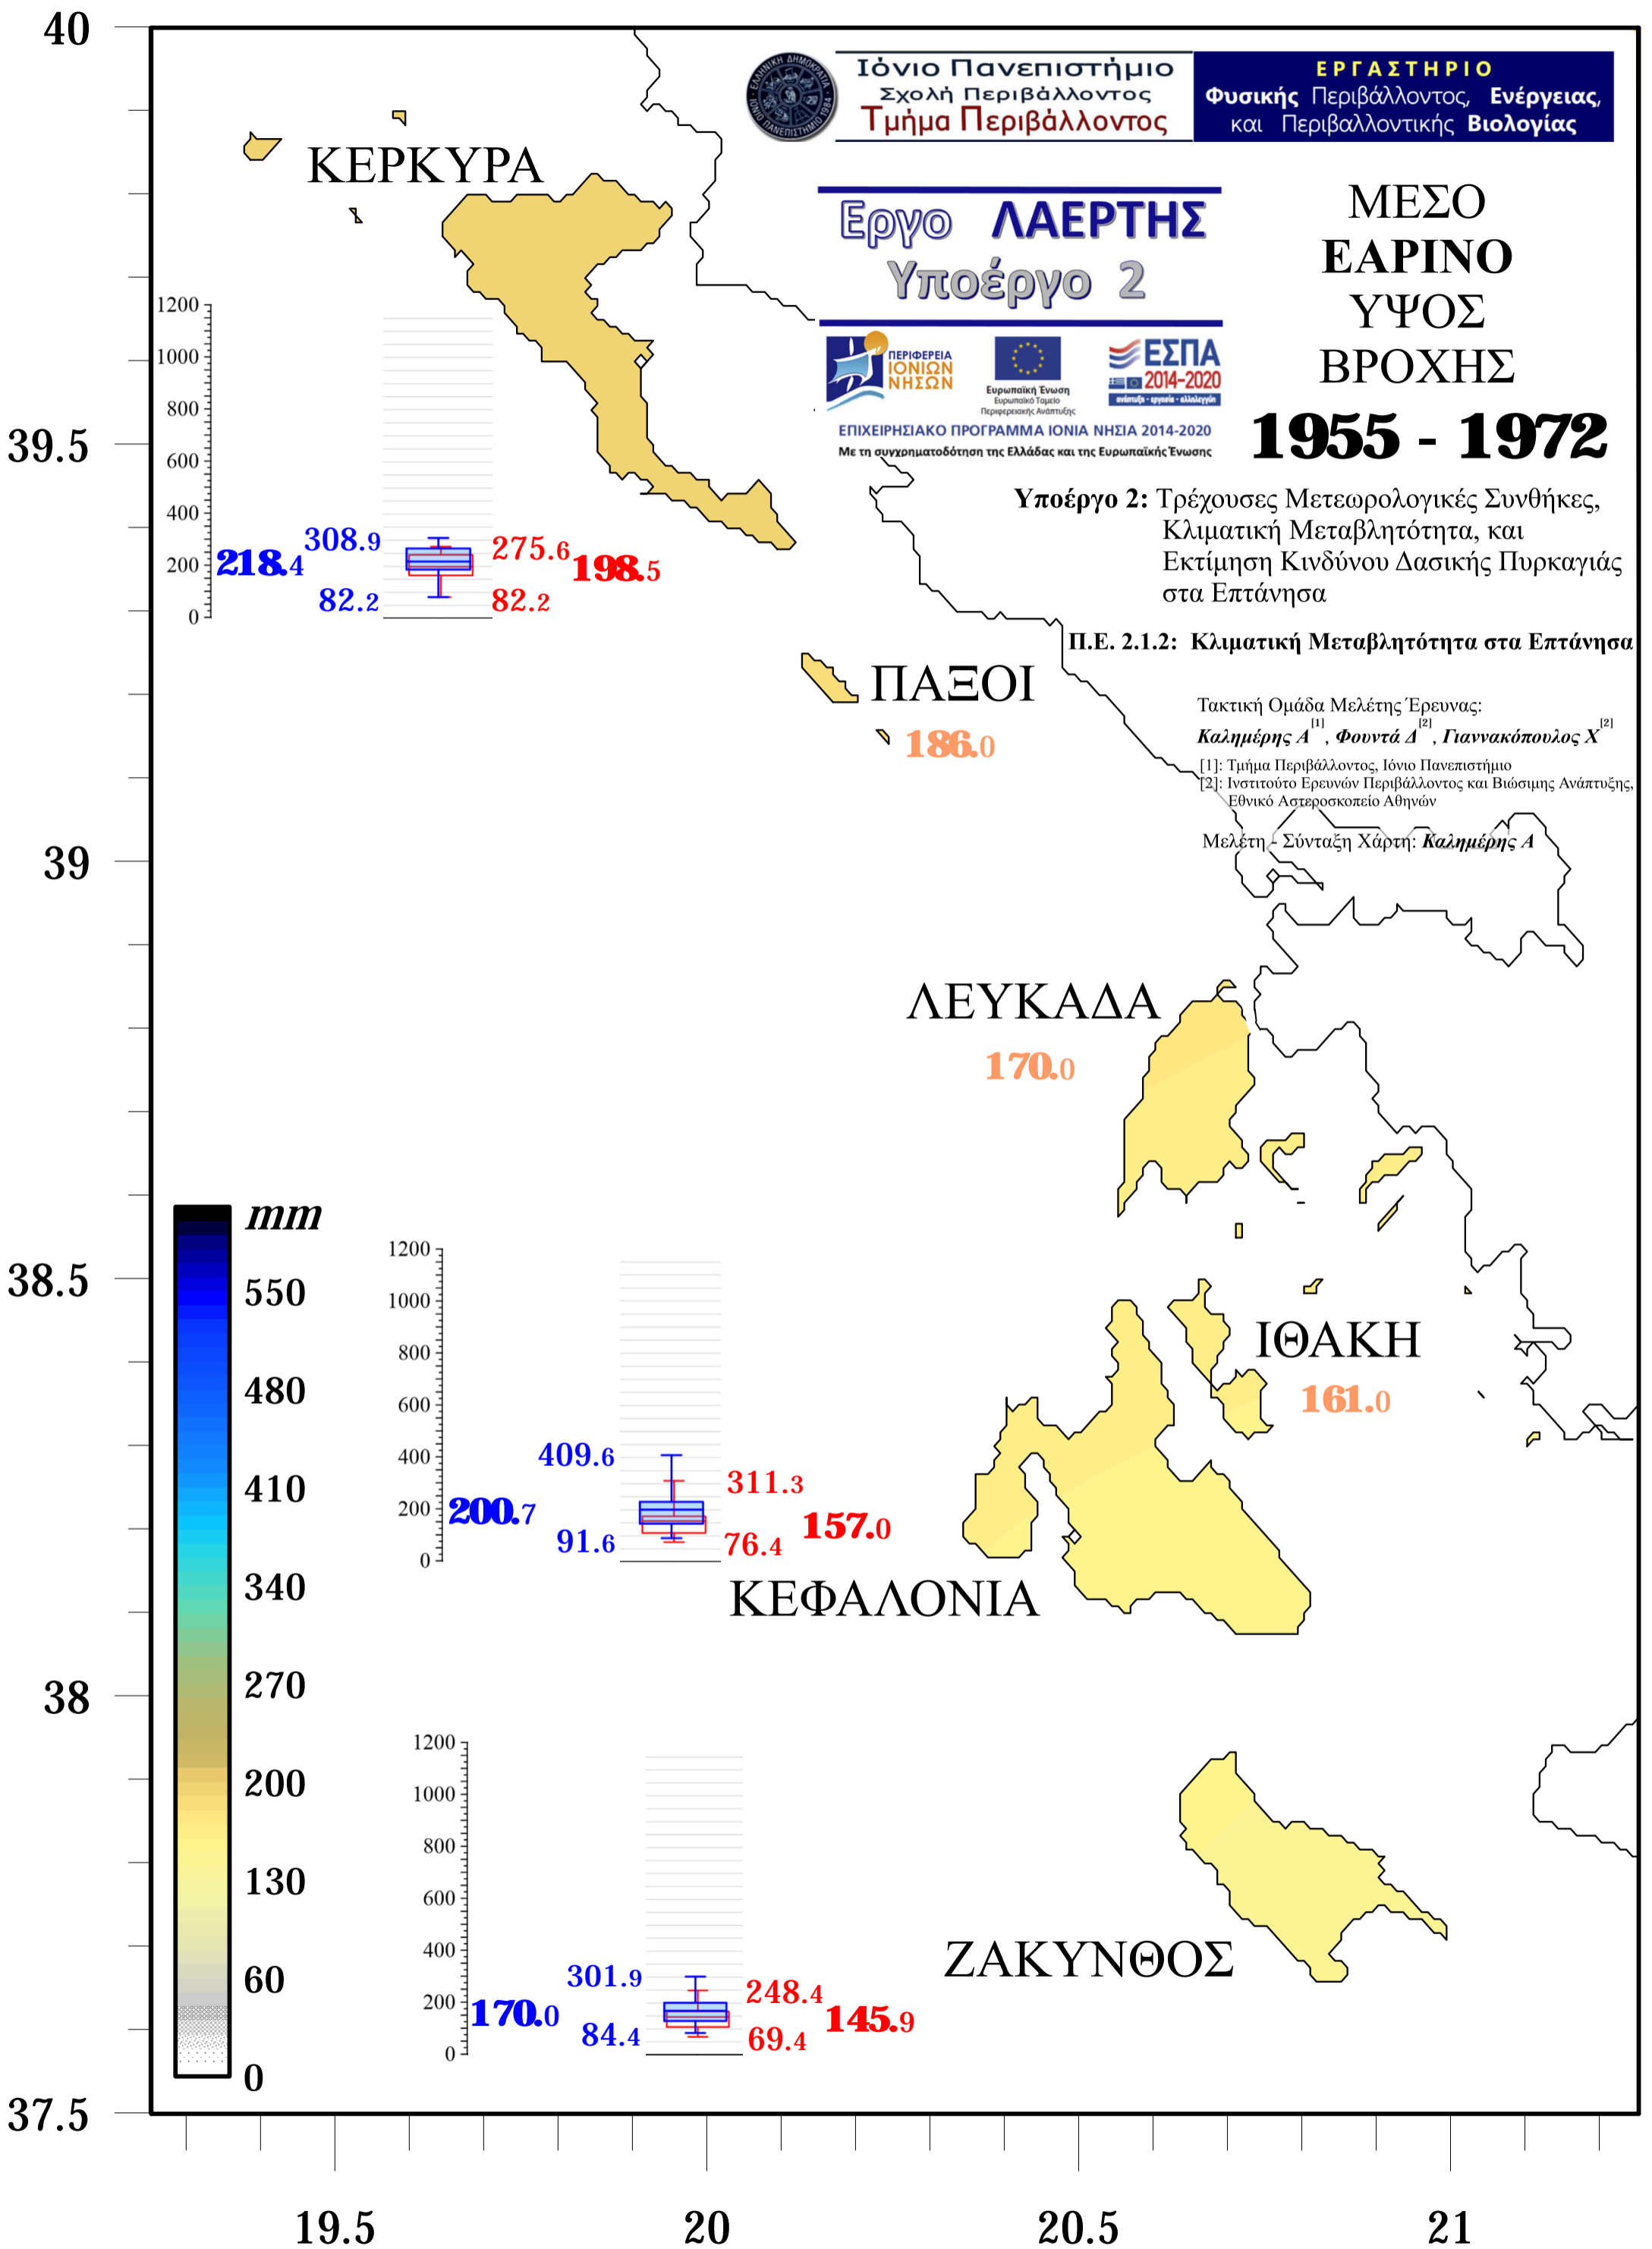 40
39.5
39
38.5
38
37.5
19.5
20
20.5
21
Ιόνιο Πανεπιστήμιο
Σχολή Περιβάλλοντος
Τμήμα Περιβάλλοντος
ΕΡΓΑΣΤΗΡΙΟ
Φυσικής Περιβάλλοντος, Ενέργειας,
και Περιβαλλοντικής Βιολογίας
Εργο ΛΑΕΡΤΗΣ
Υποέργο 2
ΠΕΡΙΦΕΡΕΙΑ
ΙΟΝΙΩΝ
ΝΗΣΩΝ
Ευρωπαϊκή Ένωση
Ευρωπαϊκό Ταμείο
Περιφερειακής Ανάπτυξης
ΕΣΠΑ
2014-2020
ανάπτυξη - εργασία - αλληλεγγύη
ΕΠΙΧΕΙΡΗΣΙΑΚΟ ΠΡΟΓΡΑΜΜΑ ΙΟΝΙΑ ΝΗΣΙΑ 2014-2020
Με τη συγχρηματοδότηση της Ελλάδας και της Ευρωπαϊκής Ένωσης
ΜΕΣΟ
ΕΑΡΙΝΟ
ΥΨΟΣ
ΒΡΟΧΗΣ
1955 - 1972
Υποέργο 2: Τρέχουσες Μετεωρολογικές Συνθήκες,
Κλιματική Μεταβλητότητα, και
Εκτίμηση Κινδύνου Δασικής Πυρκαγιάς
στα Επτάνησα
Π.Ε. 2.1.2: Κλιματική Μεταβλητότητα στα Επτάνησα
Τακτική Ομάδα Μελέτης Έρευνας:
Καλημέρης Α[1], Φουντά Δ[2], Γιαννακόπουλος Χ[2]
[1]: Τμήμα Περιβάλλοντος, Ιόνιο Πανεπιστήμιο
[2]: Ινστιτούτο Ερευνών Περιβάλλοντος και Βιώσιμης Ανάπτυξης,
Εθνικό Αστεροσκοπείο Αθηνών
Μελέτη - Σύνταξη Χάρτη: Καλημέρης Α
ΚΕΡΚΥΡΑ
1200
1000
800
600
400
200
0
218.4
308.9
82.2
275.6
82.2
198.5
ΠΑΞΟΙ
186.0
ΛΕΥΚΑΔΑ
170.0
ΙΘΑΚΗ
161.0
1200
1000
800
600
400
200
0
200.7
409.6
91.6
311.3
76.4
157.0
ΚΕΦΑΛΟΝΙΑ
1200
1000
800
600
400
200
0
170.0
301.9
84.4
248.4
69.4
145.9
ΖΑΚΥΝΘΟΣ
mm
550
480
410
340
270
200
130
60
0